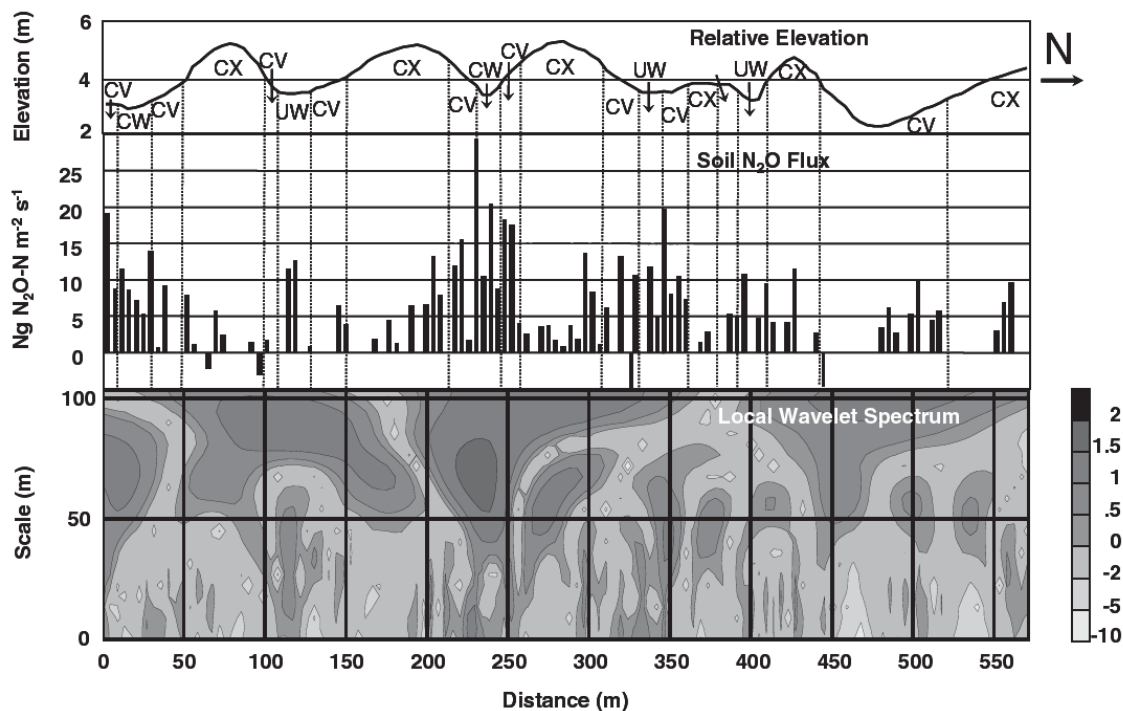 Elevation (m)
6
4
2
Relative Elevation
N
CV
CW
CV
CX
CV
UW
CV
CX
CV
CW
CV
CX
CV
UW
CV
CX
UW
CX
CV
CX
Soil N₂O Flux
Ng N₂O-N m⁻² s⁻¹
25
20
15
10
5
0
Local Wavelet Spectrum
Scale (m)
100
50
0
2
1.5
1
.5
0
-2
-5
-10
0 50 100 150 200 250 300 350 400 450 500 550
Distance (m)